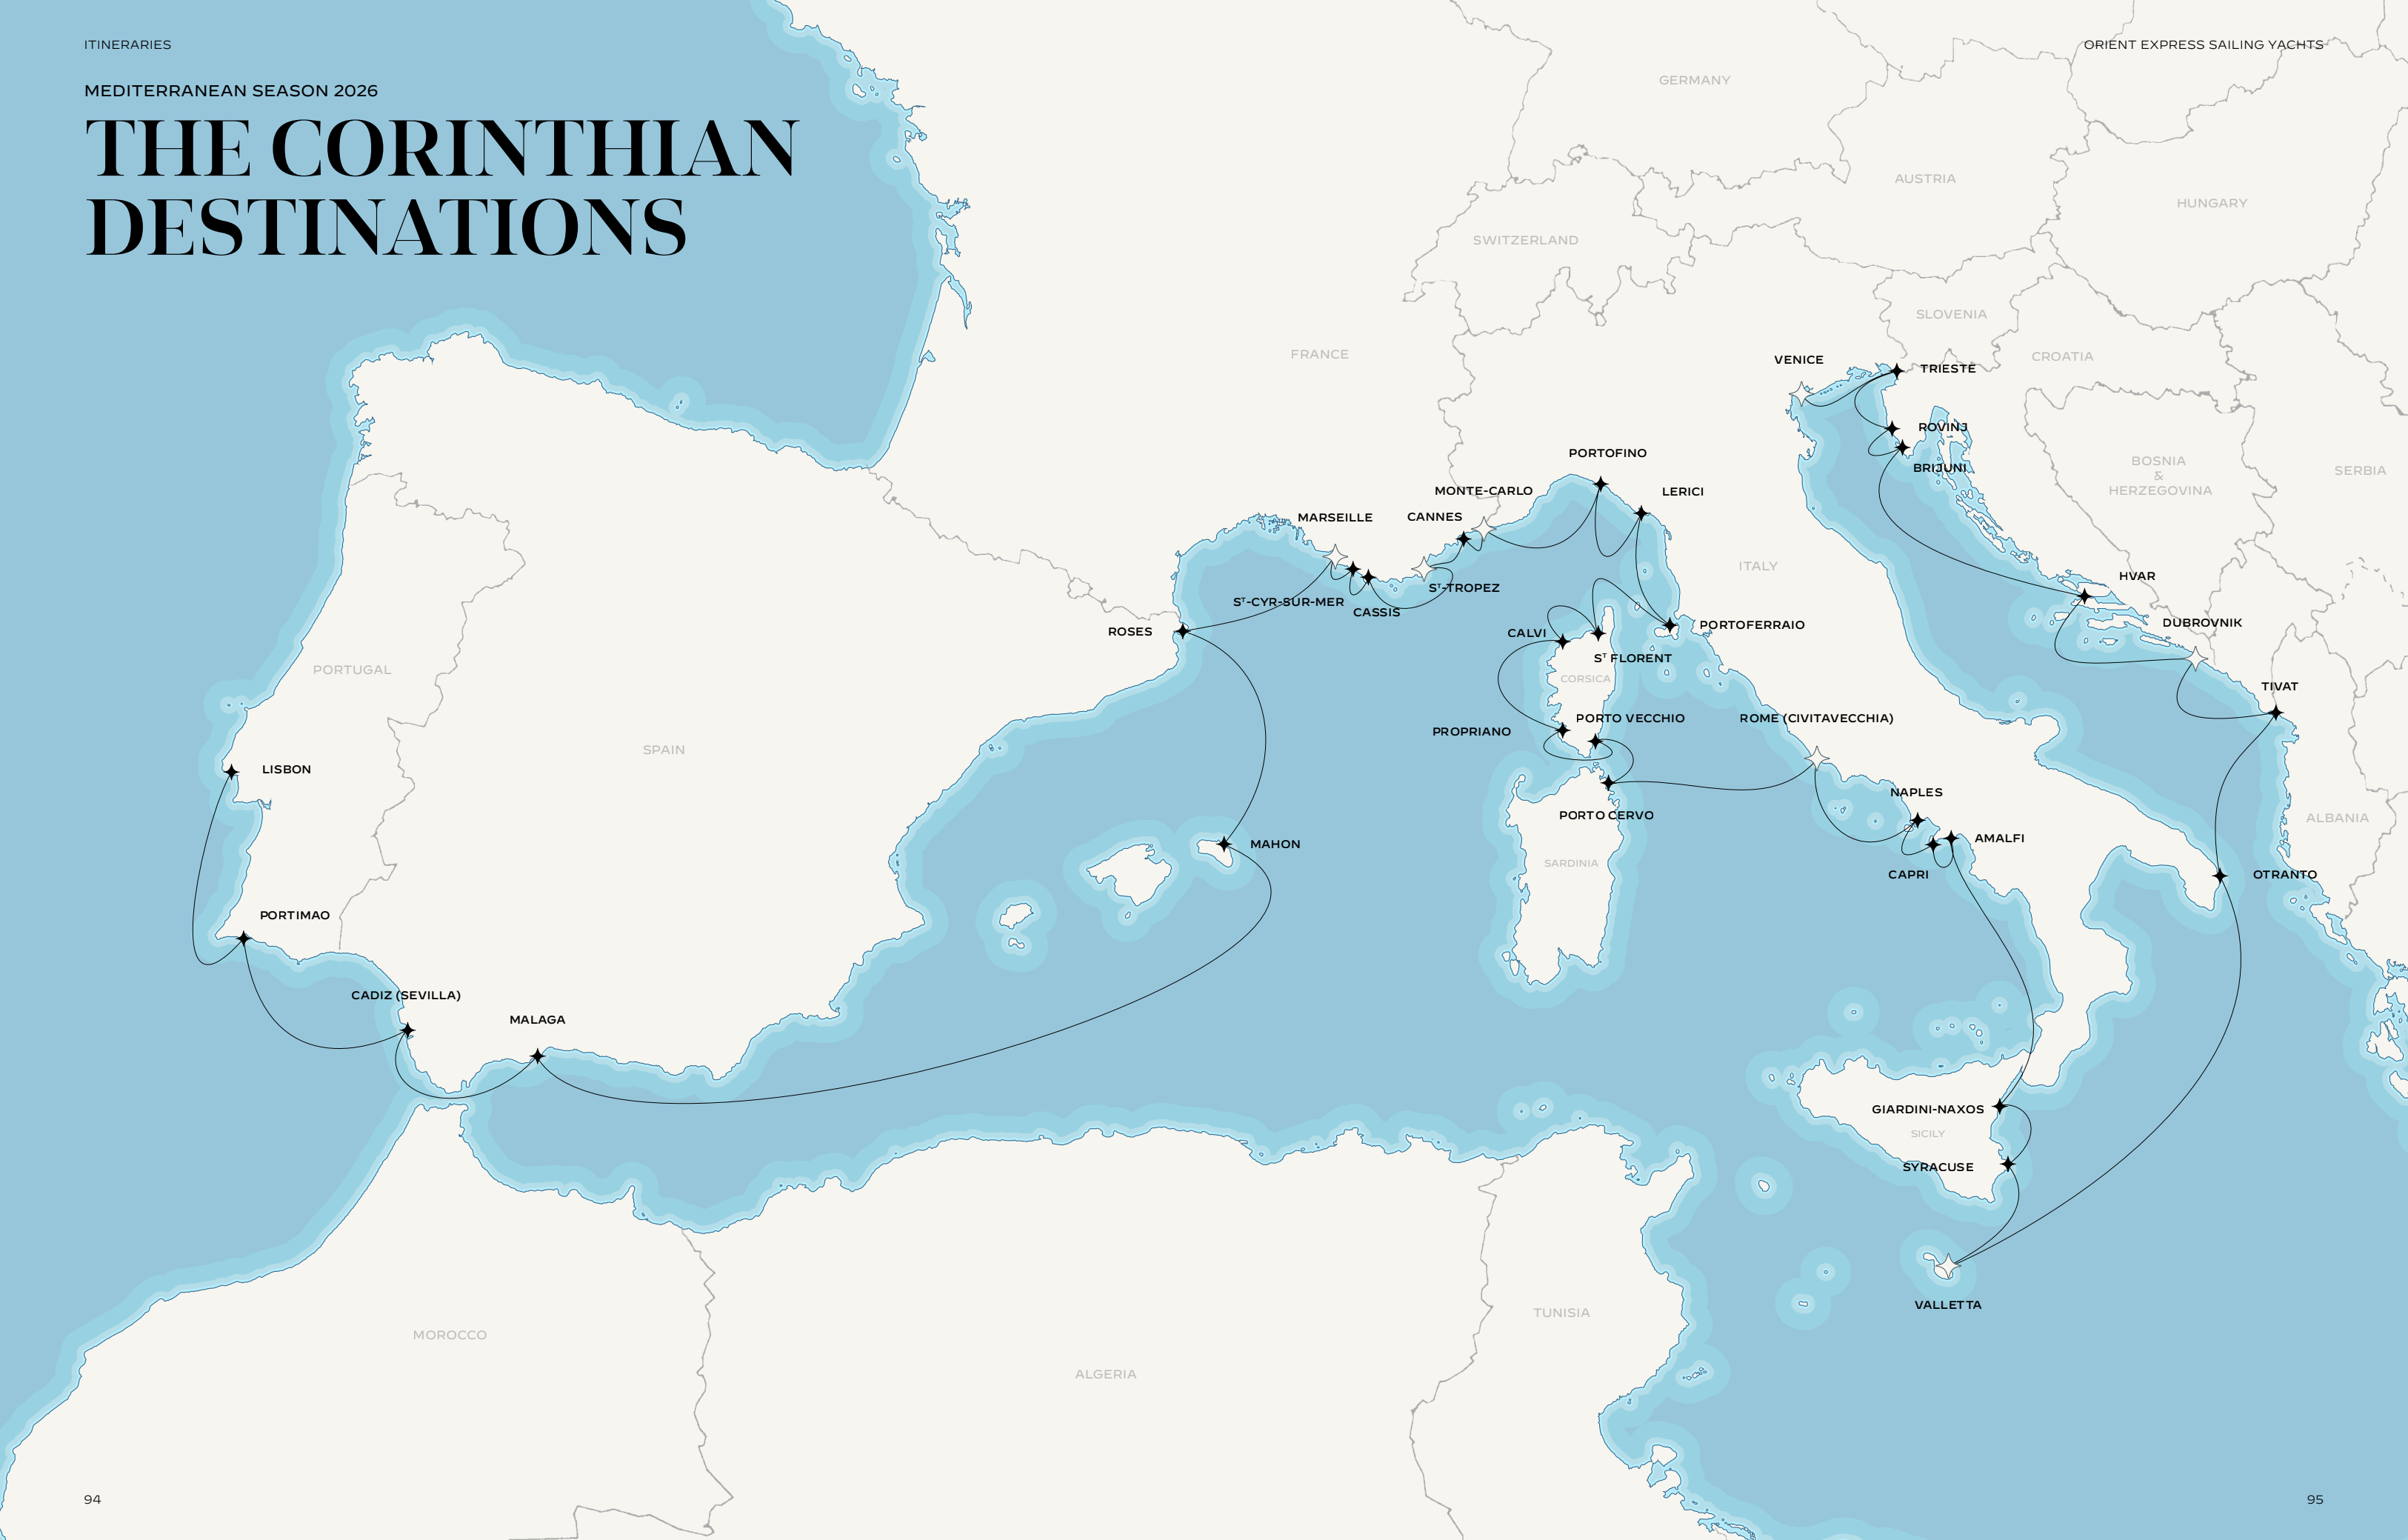 ITINERARIES
ORIENT EXPRESS SAILING YACHTS
MEDITERRANEAN SEASON 2026
THE CORINTHIAN
DESTINATIONS
GERMANY
AUSTRIA
HUNGARY
SWITZERLAND
SLOVENIA
FRANCE
CROATIA
VENICE
TRIESTE
ROVINJ
BRIJUNI
BOSNIA
&
HERZEGOVINA
SERBIA
PORTOFINO
MONTE-CARLO
LERICI
MARSEILLE
CANNES
ITALY
HVAR
Sᵀ-TROPEZ
Sᵀ-CYR-SUR-MER
CASSIS
ROSES
CALVI
PORTOFERRAIO
DUBROVNIK
Sᵀ FLORENT
CORSICA
PORTUGAL
TIVAT
PORTO VECCHIO
ROME (CIVITAVECCHIA)
PROPRIANO
SPAIN
LISBON
NAPLES
PORTO CERVO
ALBANIA
AMALFI
MAHON
SARDINIA
CAPRI
OTRANTO
PORTIMAO
CADIZ (SEVILLA)
MALAGA
GIARDINI-NAXOS
SICILY
SYRACUSE
VALLETTA
TUNISIA
MOROCCO
ALGERIA
94
95